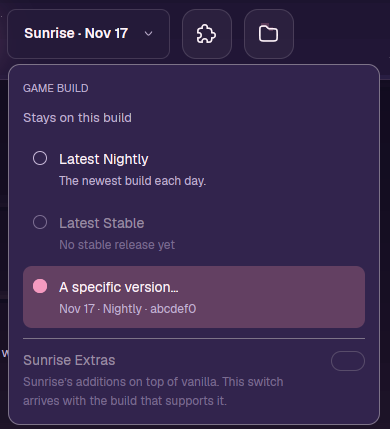 Sunrise · Nov 17
GAME BUILD
Stays on this build
Latest Nightly
The newest build each day.
Latest Stable
No stable release yet
A specific version...
Nov 17 · Nightly · abcdef0
Sunrise Extras
Sunrise's additions on top of vanilla. This switch
arrives with the build that supports it.